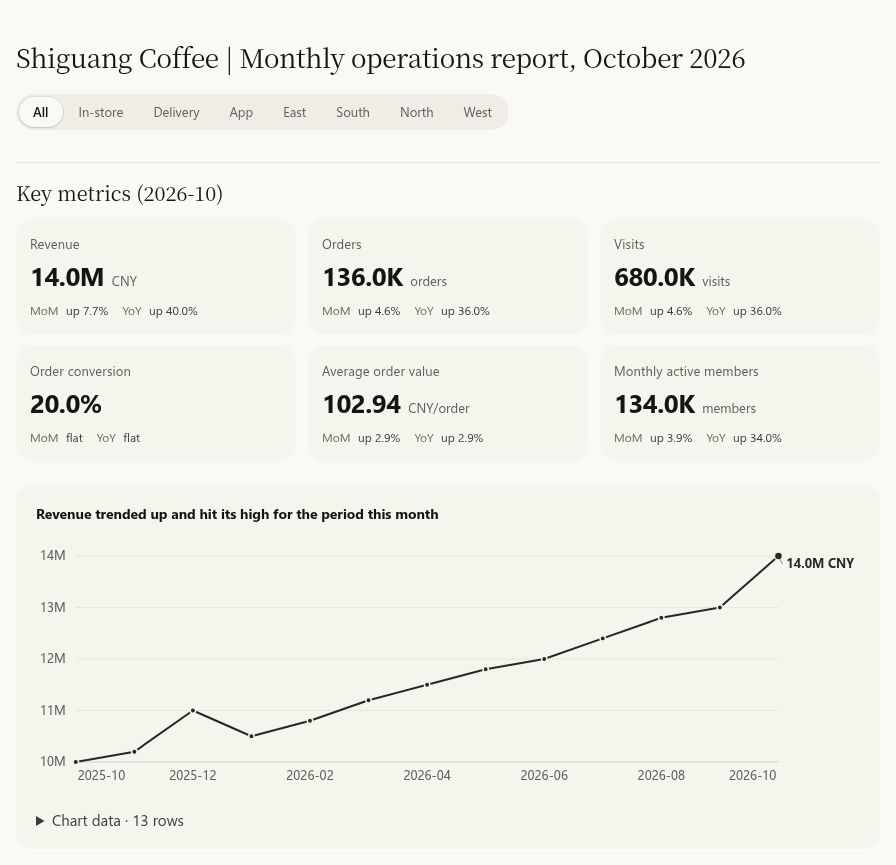 Shiguang Coffee | Monthly operations report, October 2026
All In-store Delivery App East South North West
Key metrics (2026-10)
Revenue
14.0M CNY
MoM up 7.7% YoY up 40.0%
Orders
136.0K orders
MoM up 4.6% YoY up 36.0%
Visits
680.0K visits
MoM up 4.6% YoY up 36.0%
Order conversion
20.0%
MoM flat YoY flat
Average order value
102.94 CNY/order
MoM up 2.9% YoY up 2.9%
Monthly active members
134.0K members
MoM up 3.9% YoY up 34.0%
Revenue trended up and hit its high for the period this month
14M
14.0M CNY
13M
12M
11M
10M
2025-10 2025-12 2026-02 2026-04 2026-06 2026-08 2026-10
Chart data · 13 rows